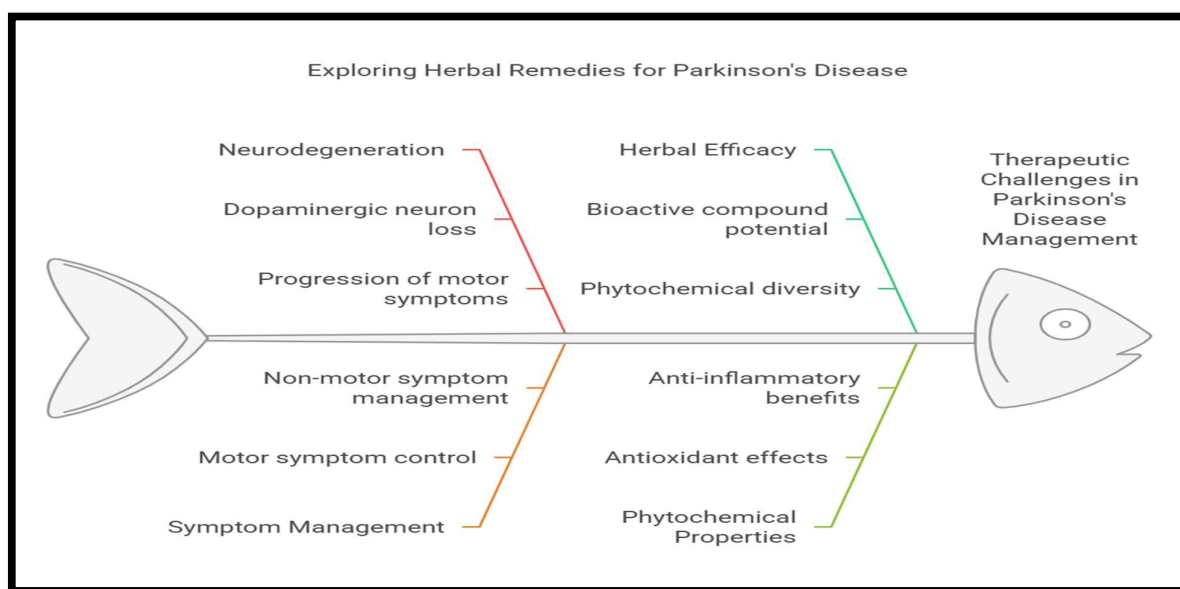 Exploring Herbal Remedies for Parkinson's Disease
Neurodegeneration
Dopaminergic neuron
loss
Progression of motor
symptoms
Herbal Efficacy
Bioactive compound
potential
Phytochemical diversity
Therapeutic
Challenges in
Parkinson's
Disease
Management
Non-motor symptom
management
Motor symptom control
Symptom Management
Anti-inflammatory
benefits
Antioxidant effects
Phytochemical
Properties